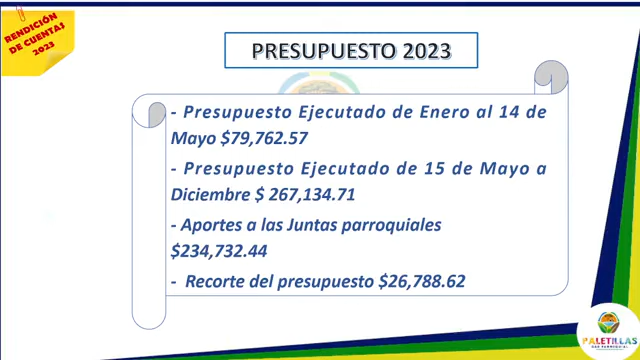 RENDICIÓN
DE CUENTAS
2023
PRESUPUESTO 2023
- Presupuesto Ejecutado de Enero al 14 de
Mayo $79,762.57
- Presupuesto Ejecutado de 15 de Mayo a
Diciembre $ 267,134.71
- Aportes a las Juntas parroquiales
$234,732.44
- Recorte del presupuesto $26,788.62
PALETILLAS
GAD PARROQUIAL